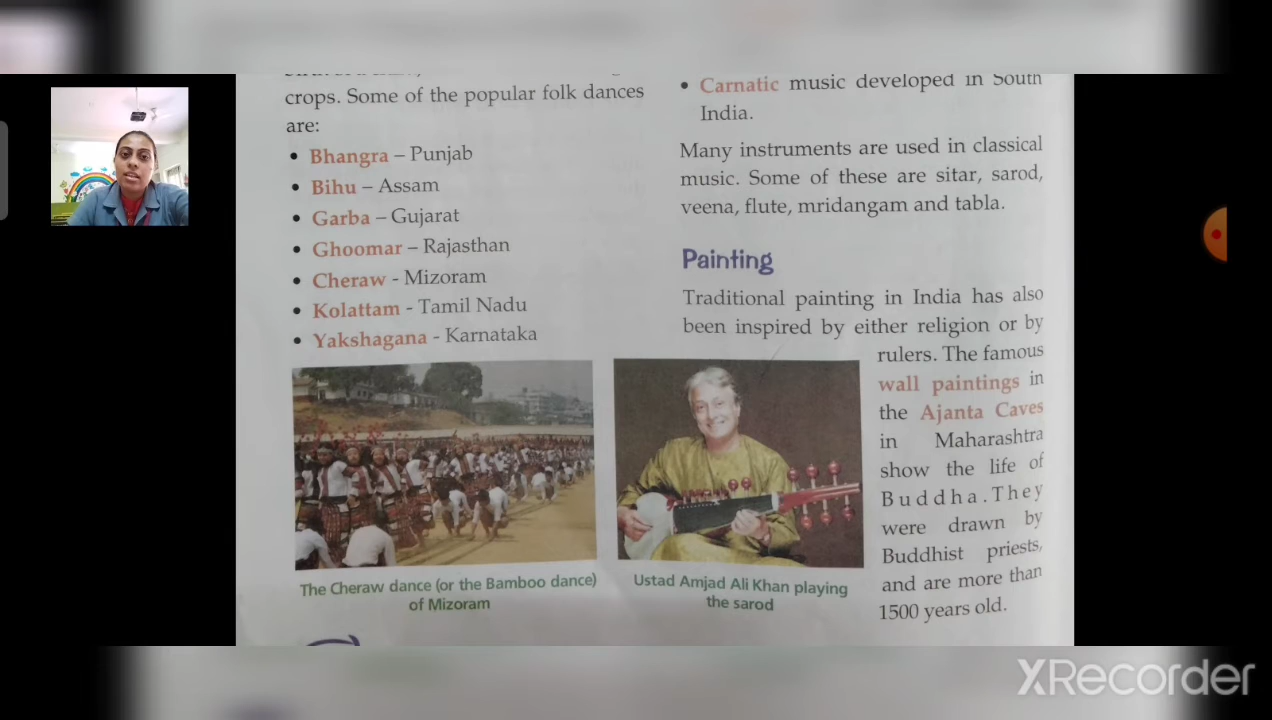 crops. Some of the popular folk dances
are:
• Bhangra – Punjab
• Bihu – Assam
• Garba – Gujarat
• Ghoomar – Rajasthan
• Cheraw - Mizoram
• Kolattam - Tamil Nadu
• Yakshagana - Karnataka
The Cheraw dance (or the Bamboo dance)
of Mizoram
• Carnatic music developed in South
India.
Many instruments are used in classical
music. Some of these are sitar, sarod,
veena, flute, mridangam and tabla.
Painting
Traditional painting in India has also
been inspired by either religion or by
rulers. The famous
wall paintings in
the Ajanta Caves
in Maharashtra
show the life of
Buddha. They
were drawn by
Buddhist priests,
and are more than
1500 years old.
Ustad Amjad Ali Khan playing
the sarod
XRecorder